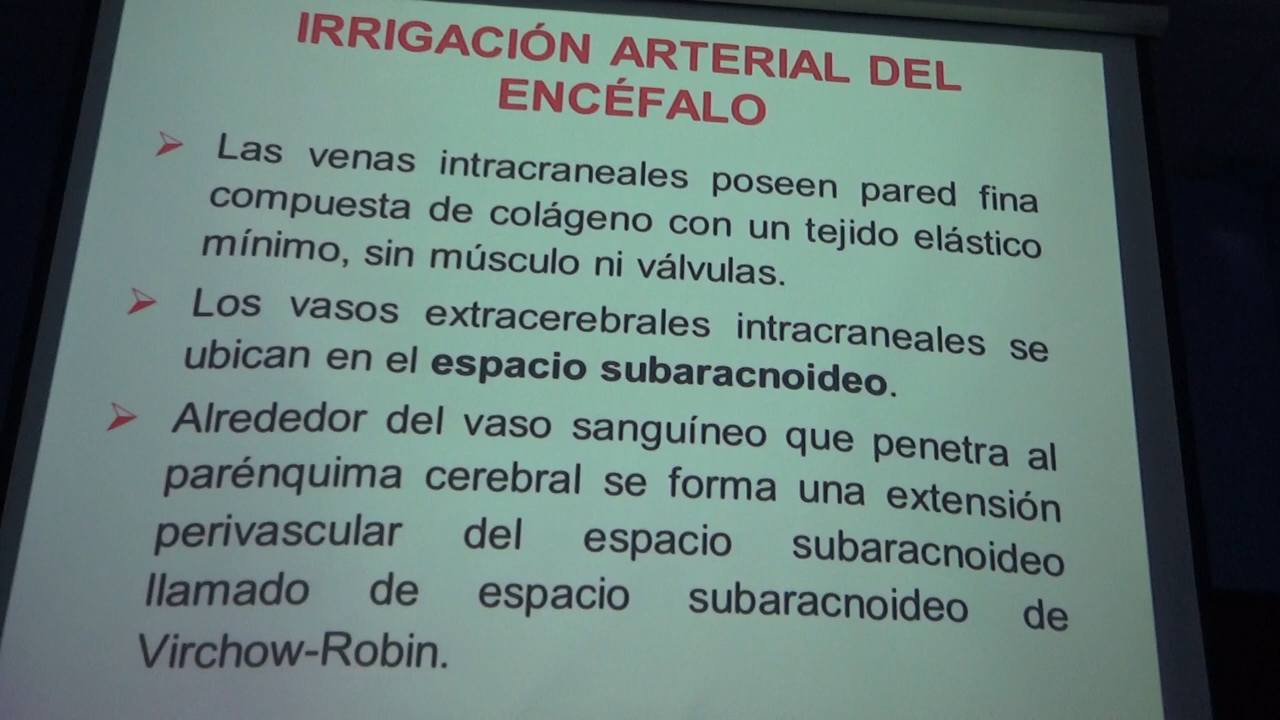 IRRIGACIÓN ARTERIAL DEL
ENCÉFALO
Las venas intracraneales poseen pared fina
compuesta de colágeno con un tejido elástico
mínimo, sin músculo ni válvulas.
Los vasos extracerebrales intracraneales se
ubican en el espacio subaracnoideo.
Alrededor del vaso sanguíneo que penetra al
parénquima cerebral se forma una extensión
perivascular del espacio subaracnoideo
llamado de espacio subaracnoideo de
Virchow-Robin.